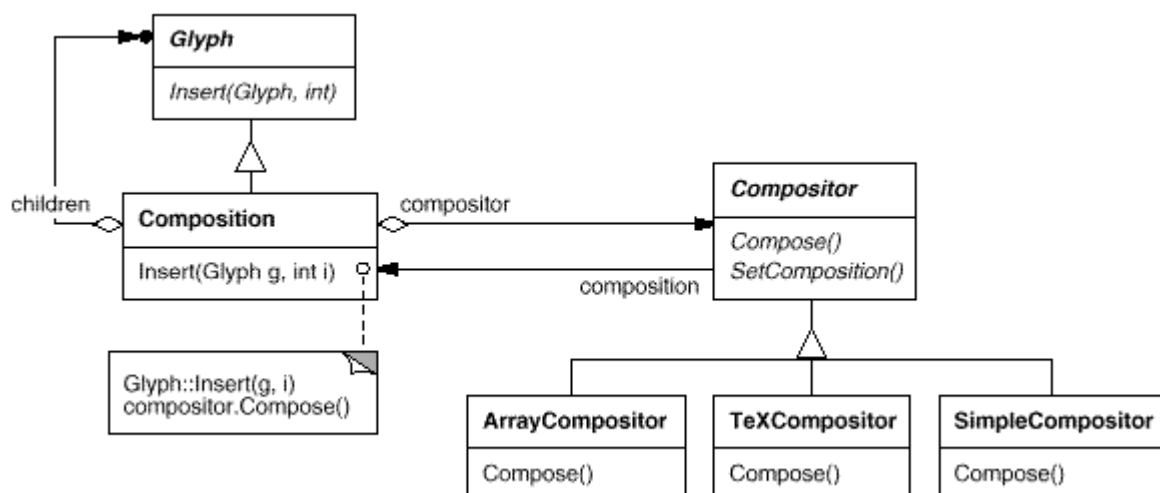 Glyph
Insert(Glyph, int)
children
Composition
Insert(Glyph g, int i)
compositor
composition
Compositor
Compose()
SetComposition()
Glyph::Insert(g, i)
compositor.Compose()
ArrayCompositor
Compose()
TeXCompositor
Compose()
SimpleCompositor
Compose()